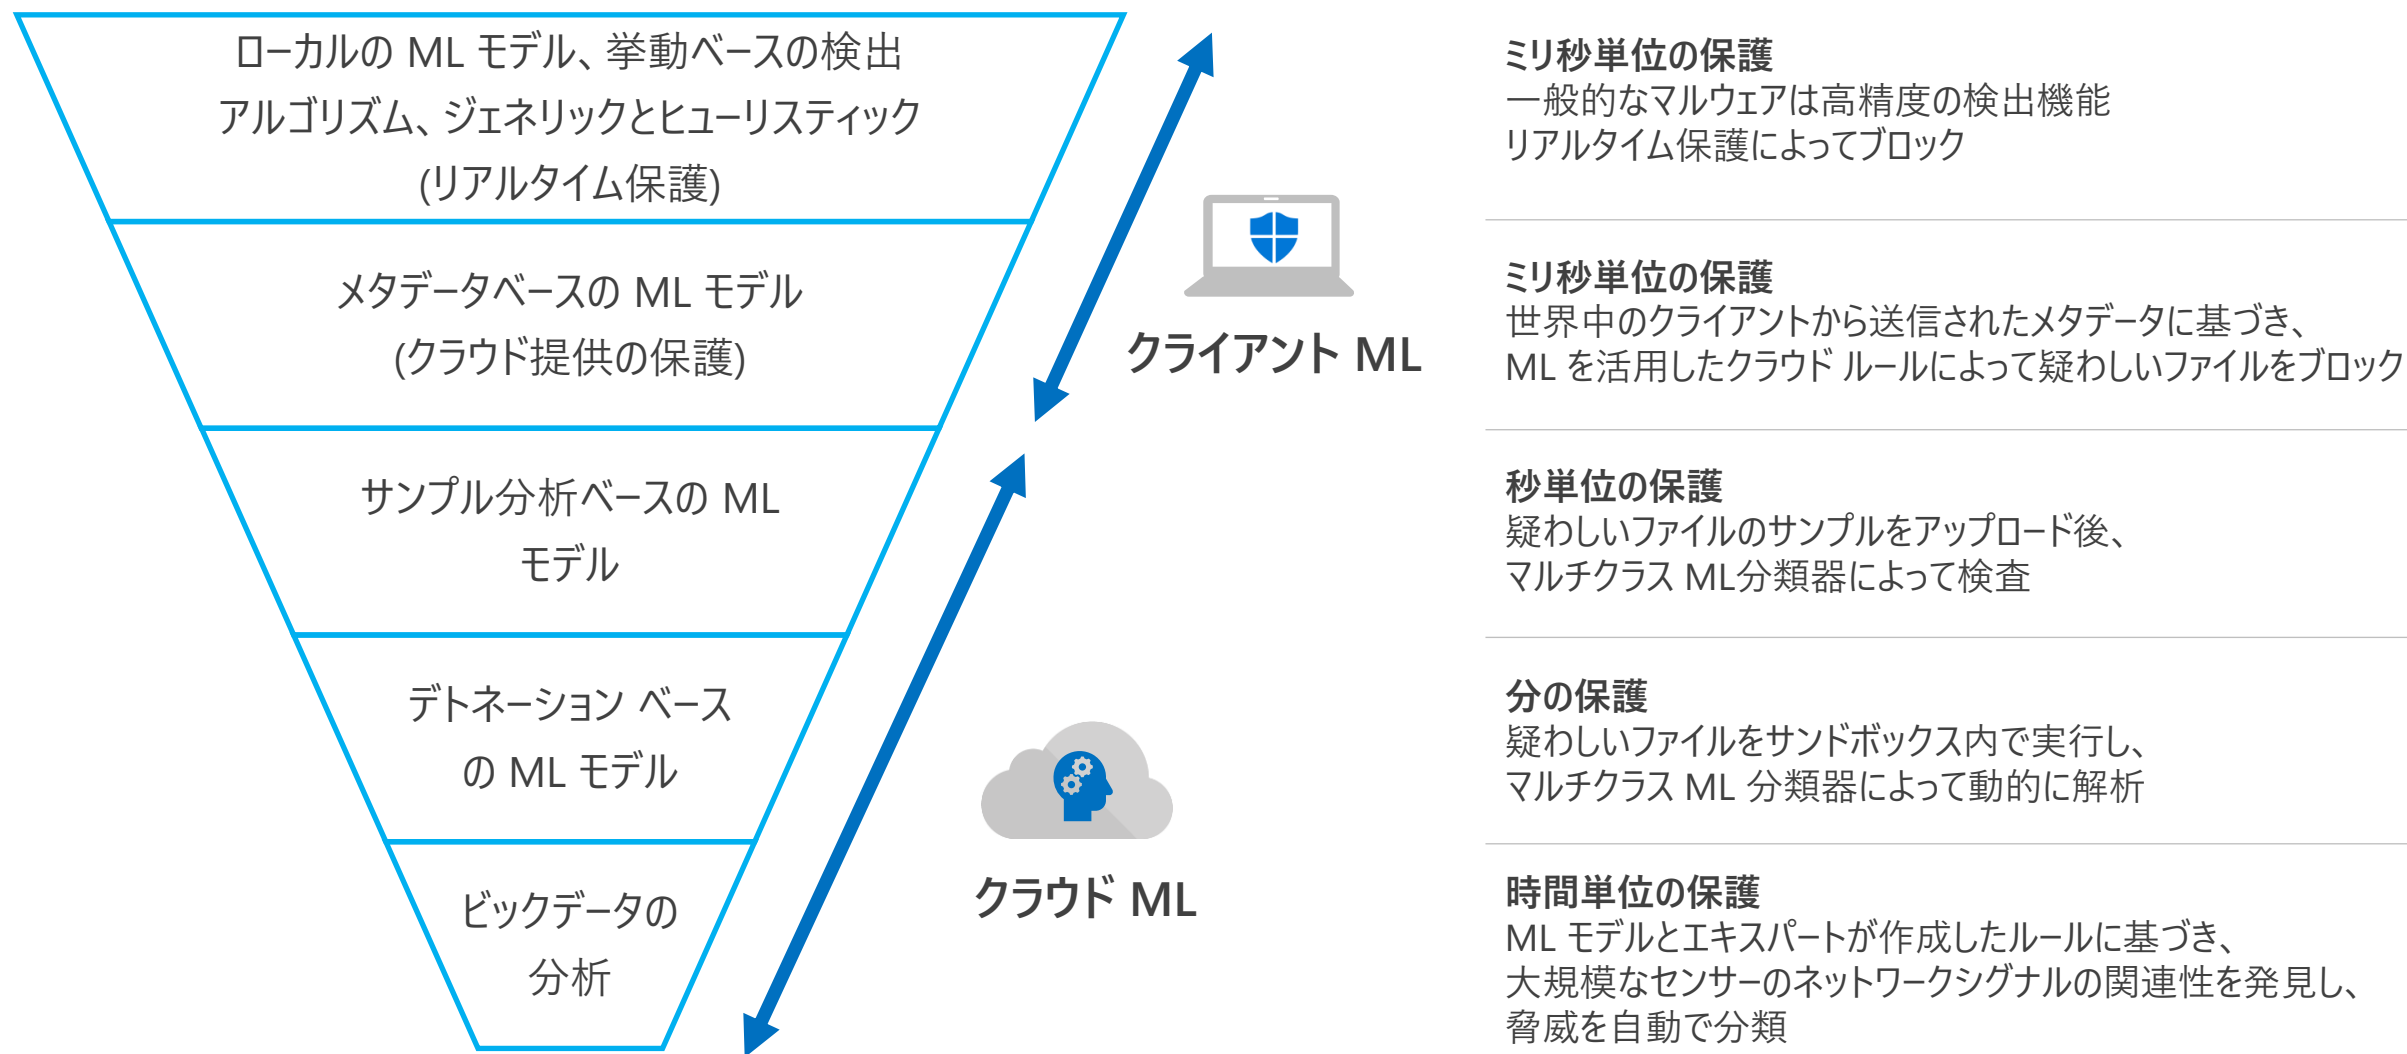 ローカルの ML モデル、挙動ベースの検出
アルゴリズム、ジェネリックとヒューリスティック
(リアルタイム保護)
メタデータベースの ML モデル
(クラウド提供の保護)
サンプル分析ベースの ML
モデル
デトネーション ベース
の ML モデル
ビックデータの
分析
クライアント ML
クラウド ML
ミリ秒単位の保護
一般的なマルウェアは高精度の検出機能
リアルタイム保護によってブロック
ミリ秒単位の保護
世界中のクライアントから送信されたメタデータに基づき、
ML を活用したクラウド ルールによって疑わしいファイルをブロック
秒単位の保護
疑わしいファイルのサンプルをアップロード後、
マルチクラス ML分類器によって検査
分の保護
疑わしいファイルをサンドボックス内で実行し、
マルチクラス ML 分類器によって動的に解析
時間単位の保護
ML モデルとエキスパートが作成したルールに基づき、
大規模なセンサーのネットワークシグナルの関連性を発見し、
脅威を自動で分類